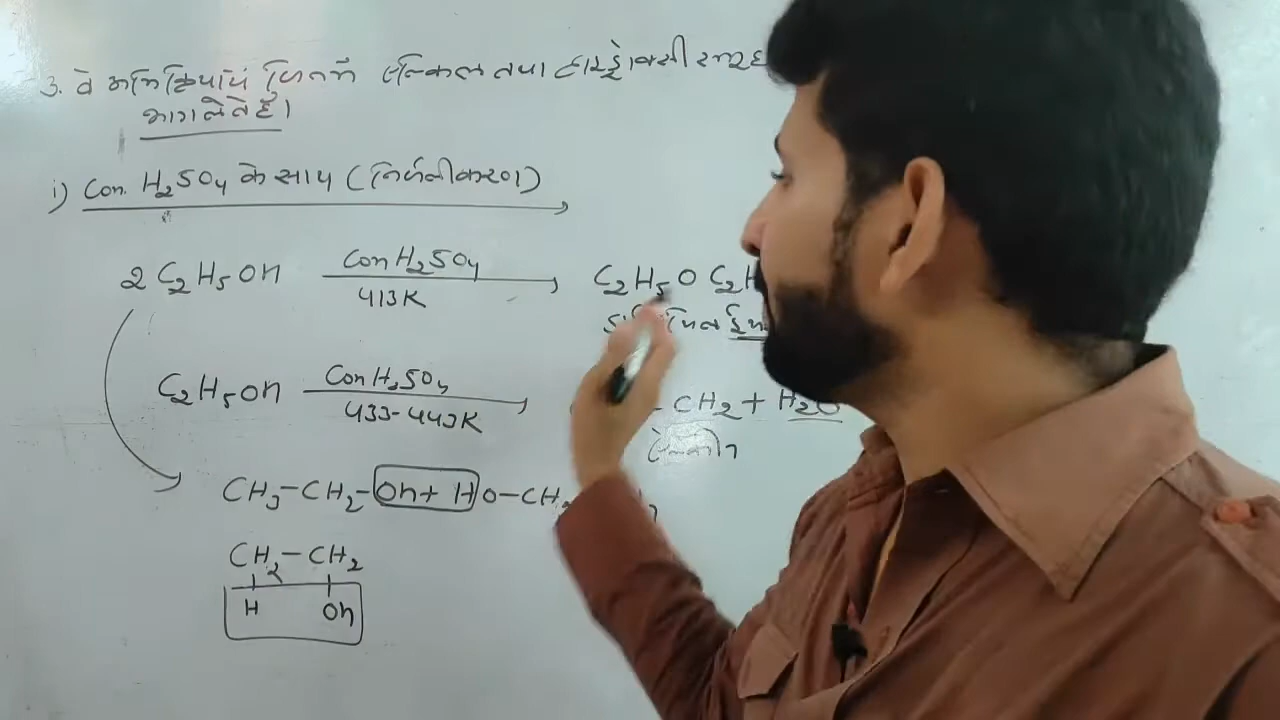 3. वे अभिक्रियायें जिनमें एल्किल तथा हाइड्रोक्सी समूह
भाग लेते हैं।
i) Con. H₂SO₄ के साथ (निर्जलीकरण)
2 C₂H₅OH Con H₂SO₄ 413K C₂H₅ O C₂H
C₂H₅OH Con H₂SO₄ 433-443K CH₂ + H₂O
CH₃-CH₂-OH + HO-CH₂
CH₂-CH₂
H OH